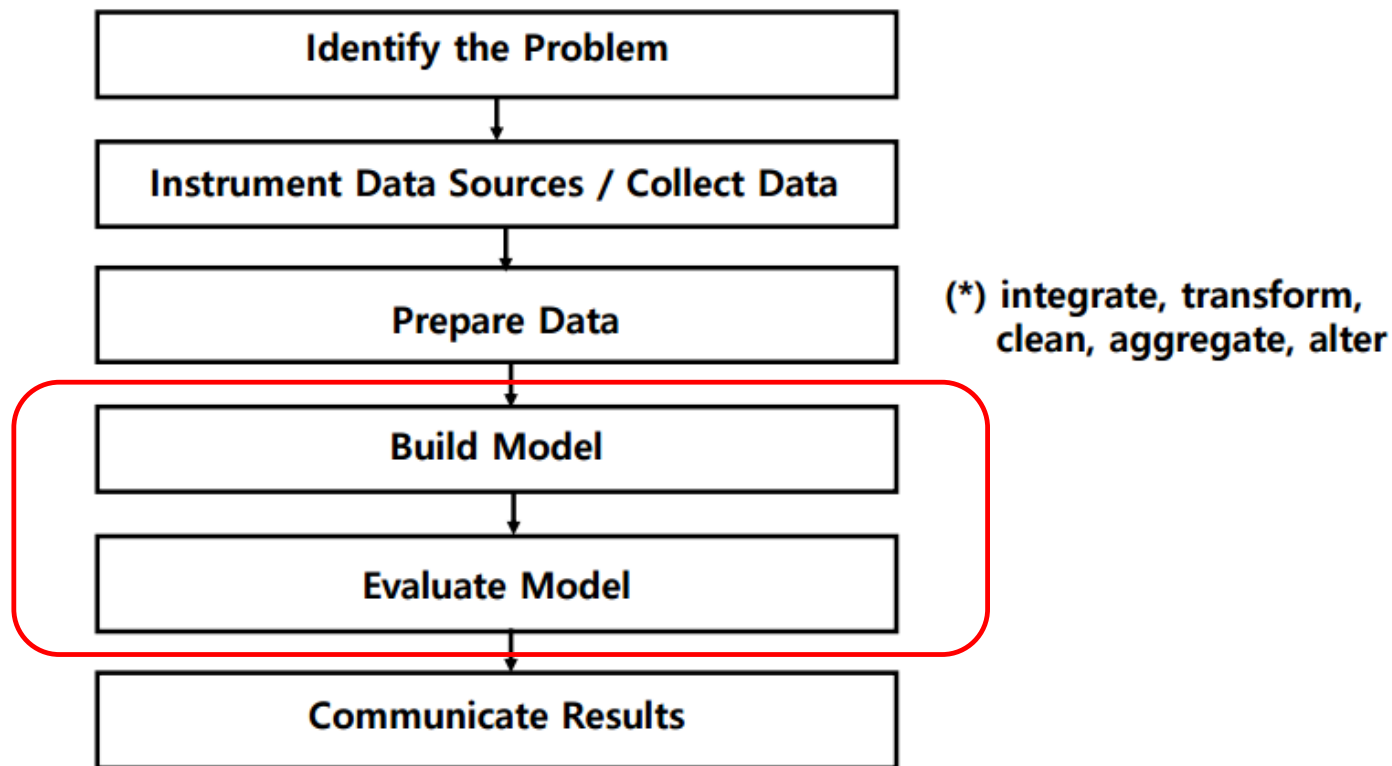 Identify the Problem
Instrument Data Sources / Collect Data
Prepare Data
(*) integrate, transform,
clean, aggregate, alter
Build Model
Evaluate Model
Communicate Results